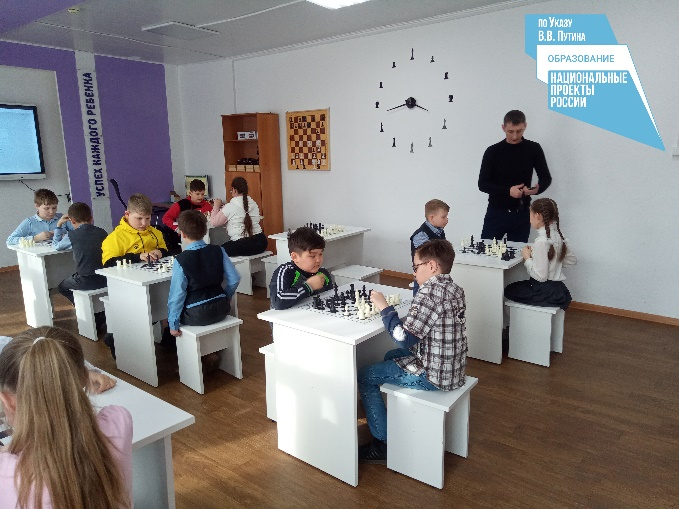 ПО УКАЗУ
В.В. ПУТИНА
ОБРАЗОВАНИЕ
НАЦИОНАЛЬНЫЕ
ПРОЕКТЫ
РОССИИ
УСПЕХ КАЖДОГО РЕБЕНКА